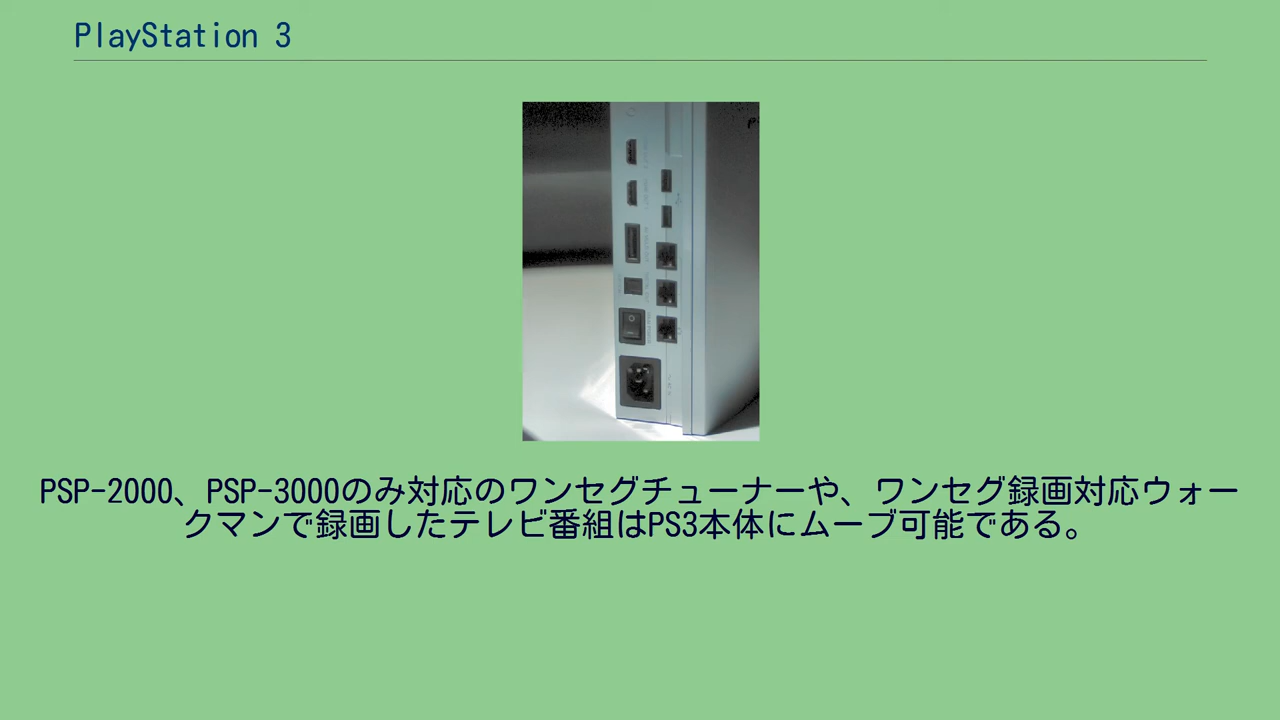 PlayStation 3
PSP-2000、PSP-3000のみ対応のワンセグチューナーや、ワンセグ録画対応ウォー
クマンで録画したテレビ番組はPS3本体にムーブ可能である。